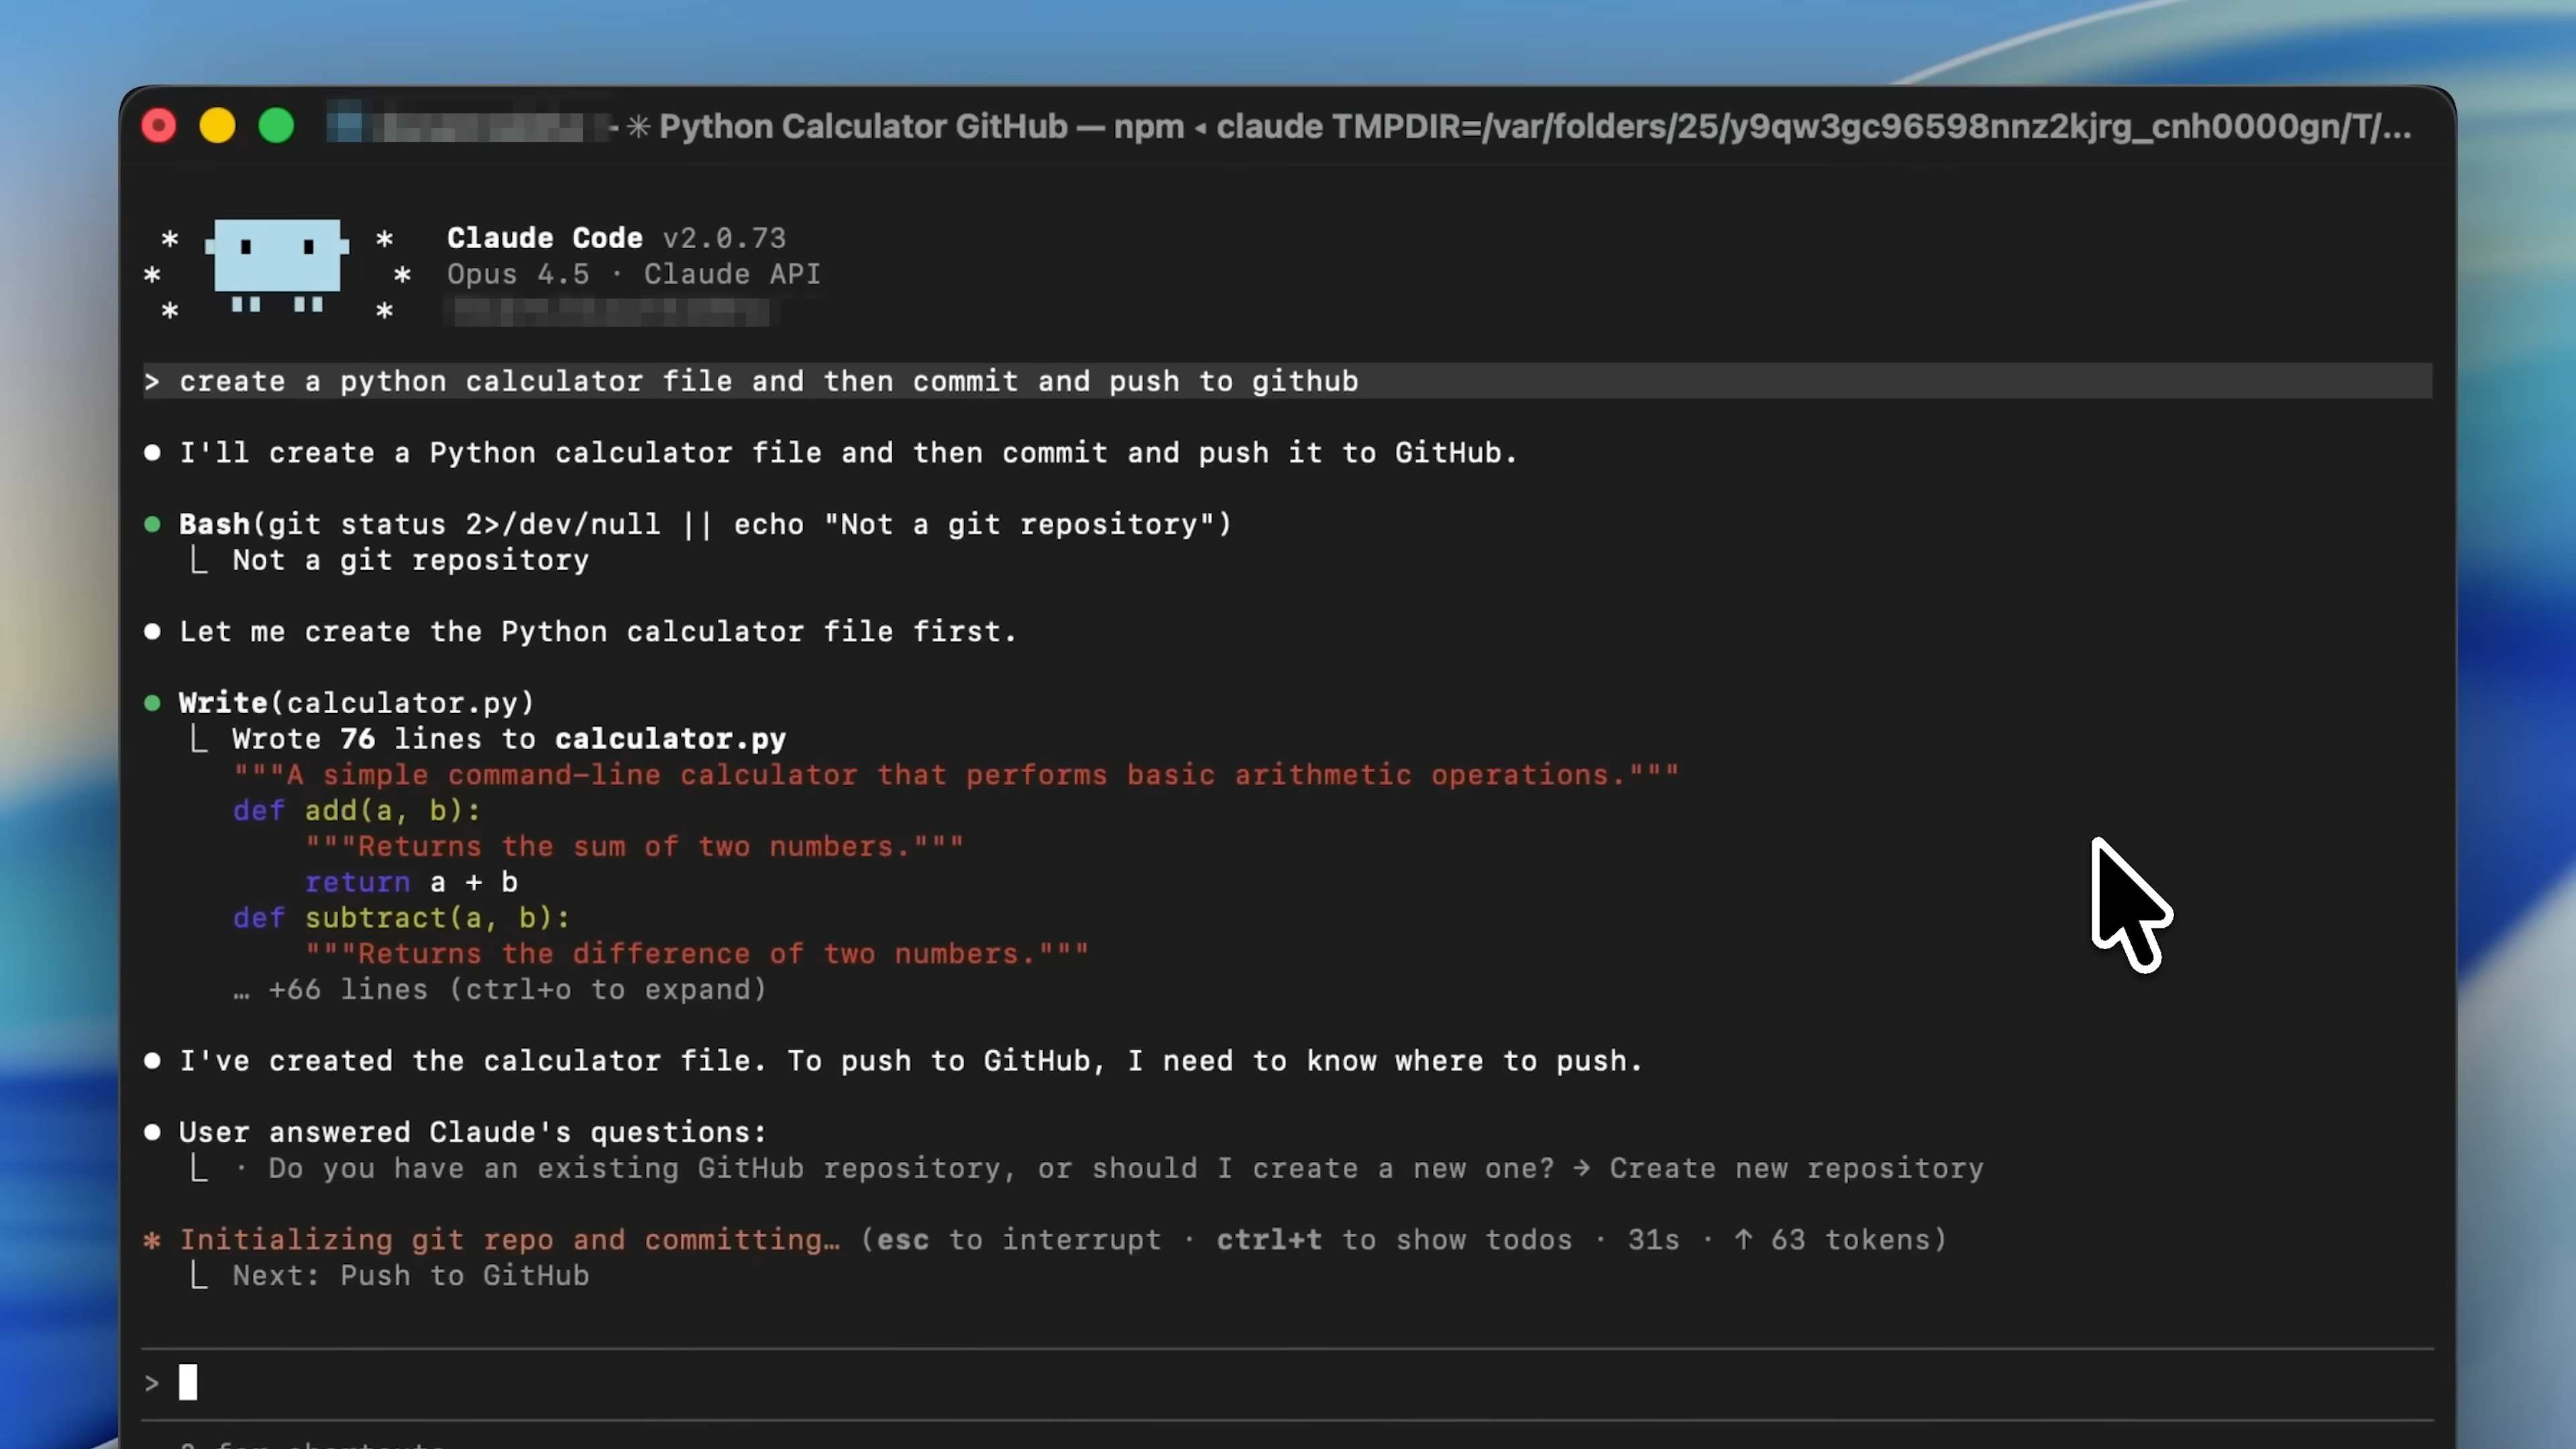 - ✳ Python Calculator GitHub — npm ◂ claude TMPDIR=/var/folders/25/y9qw3gc96598nnz2kjrg_cnh0000gn/T/...
Claude Code v2.0.73
Opus 4.5 · Claude API
> create a python calculator file and then commit and push to github
● I'll create a Python calculator file and then commit and push it to GitHub.
● Bash(git status 2>/dev/null || echo "Not a git repository")
⎿ Not a git repository
● Let me create the Python calculator file first.
● Write(calculator.py)
⎿ Wrote 76 lines to calculator.py
"""A simple command-line calculator that performs basic arithmetic operations."""
def add(a, b):
"""Returns the sum of two numbers."""
return a + b
def subtract(a, b):
"""Returns the difference of two numbers."""
… +66 lines (ctrl+o to expand)
● I've created the calculator file. To push to GitHub, I need to know where to push.
● User answered Claude's questions:
⎿ · Do you have an existing GitHub repository, or should I create a new one? → Create new repository
* Initializing git repo and committing… (esc to interrupt · ctrl+t to show todos · 31s · ↑ 63 tokens)
⎿ Next: Push to GitHub
>